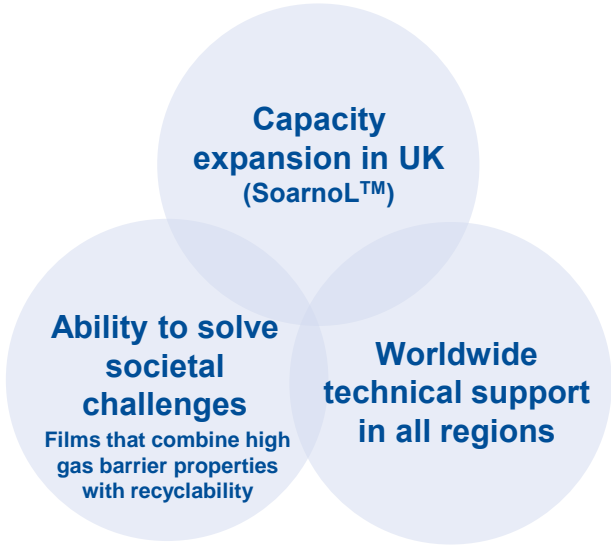 Capacity
expansion in UK
(SoarnoL™)
Ability to solve
societal
challenges
Films that combine high
gas barrier properties
with recyclability
Worldwide
technical support
in all regions